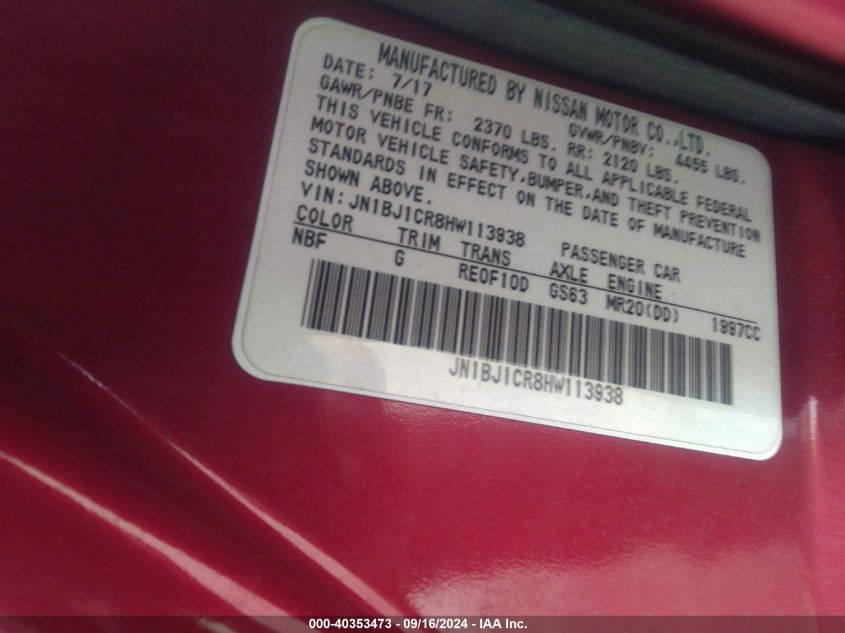 MANUFACTURED BY NISSAN MOTOR CO.,LTD.
DATE: 7/17 GVWR/PNBV: 4455 LBS.
GAWR/PNBE FR: 2370 LBS. RR: 2120 LBS.
THIS VEHICLE CONFORMS TO ALL APPLICABLE FEDERAL
MOTOR VEHICLE SAFETY,BUMPER,AND THEFT PREVENTION
STANDARDS IN EFFECT ON THE DATE OF MANUFACTURE
SHOWN ABOVE.
VIN: JN1BJ1CR8HW113938 PASSENGER CAR
COLOR TRIM TRANS AXLE ENGINE
NBF G RE0F10D GS63 MR20(DD) 1997CC
JN1BJ1CR8HW113938
000-40353473 - 09/16/2024 - IAA Inc.